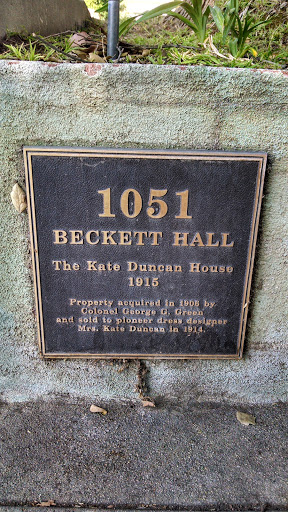 1051
BECKETT HALL
The Kate Duncan House
1915
Property acquired in 1905 by
Colonel George G. Green
and sold to pioneer dress designer
Mrs. Kate Duncan in 1914.